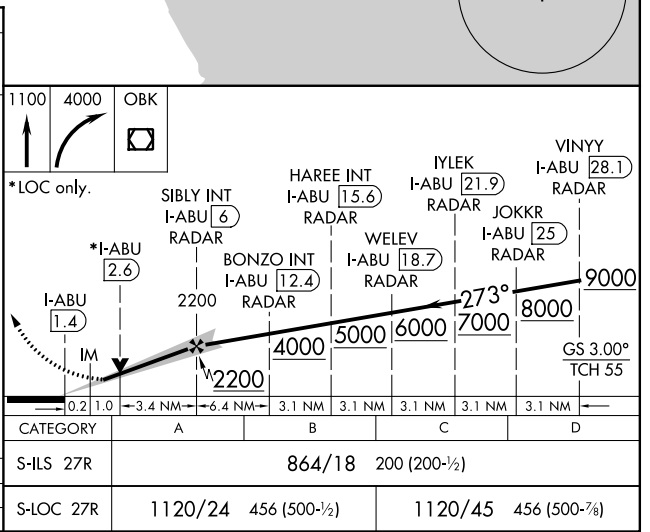 1100 4000 OBK
*LOC only.
VINYY
I-ABU 28.1
RADAR
IYLEK
I-ABU 21.9
RADAR
HAREE INT
I-ABU 15.6
RADAR
JOKKR
I-ABU 25
RADAR
SIBLY INT
I-ABU 6
RADAR
WELEV
I-ABU 18.7
RADAR
*I-ABU
2.6
BONZO INT
I-ABU 12.4
RADAR
I-ABU
1.4
2200
IM
273°
9000
8000
7000
6000
5000
4000
2200
GS 3.00°
TCH 55
0.2 1.0 3.4 NM 6.4 NM 3.1 NM 3.1 NM 3.1 NM 3.1 NM 3.1 NM
CATEGORY A B C D
S-ILS 27R 864/18 200 (200-½)
S-LOC 27R 1120/24 456 (500-½) 1120/45 456 (500-⅞)